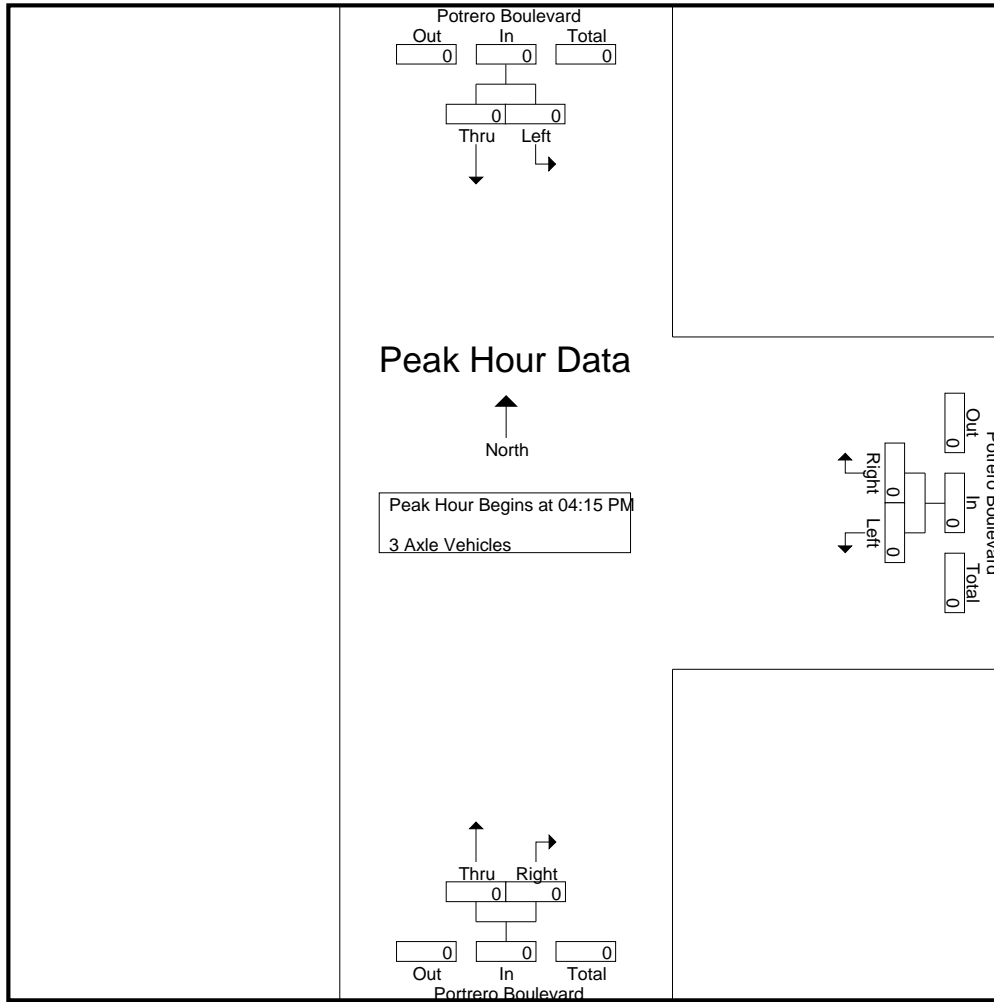 Potrero Boulevard
Out In Total
0 0 0
0 0
Thru Left
Peak Hour Data
North
Peak Hour Begins at 04:15 PM
3 Axle Vehicles
Right Left
0 0
Out In Total
0 0 0
Potrero Boulevard
Thru Right
0 0
0 0 0
Out In Total
Portrero Boulevard